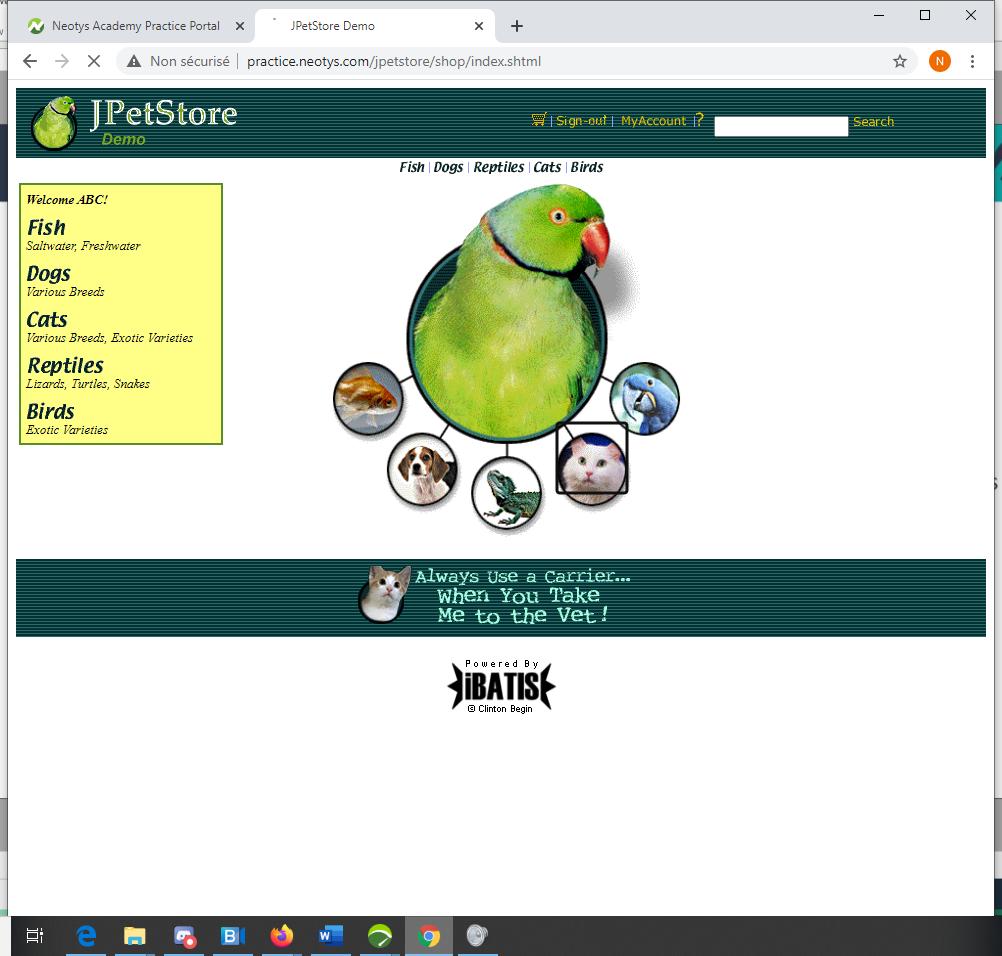 Neotys Academy Practice Portal
JPetStore Demo
Non sécurisé
practice.neotys.com/jpetstore/shop/index.shtml
N
JPetStore
Demo
| Sign-out | MyAccount |? Search
Fish | Dogs | Reptiles | Cats | Birds
Welcome ABC!
Fish
Saltwater, Freshwater
Dogs
Various Breeds
Cats
Various Breeds, Exotic Varieties
Reptiles
Lizards, Turtles, Snakes
Birds
Exotic Varieties
Always Use a Carrier...
When You Take
Me to the Vet!
Powered By
iBATIS
© Clinton Begin